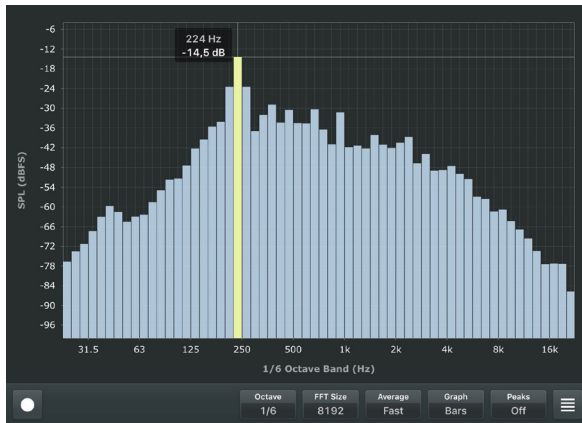 224 Hz
-14,5 dB
SPL (dBFS)
-6
-12
-18
-24
-30
-36
-42
-48
-54
-60
-66
-72
-78
-84
-90
-96
31.5 63 125 250 500 1k 2k 4k 8k 16k
1/6 Octave Band (Hz)
Octave FFT Size Average Graph Peaks
1/6 8192 Fast Bars Off